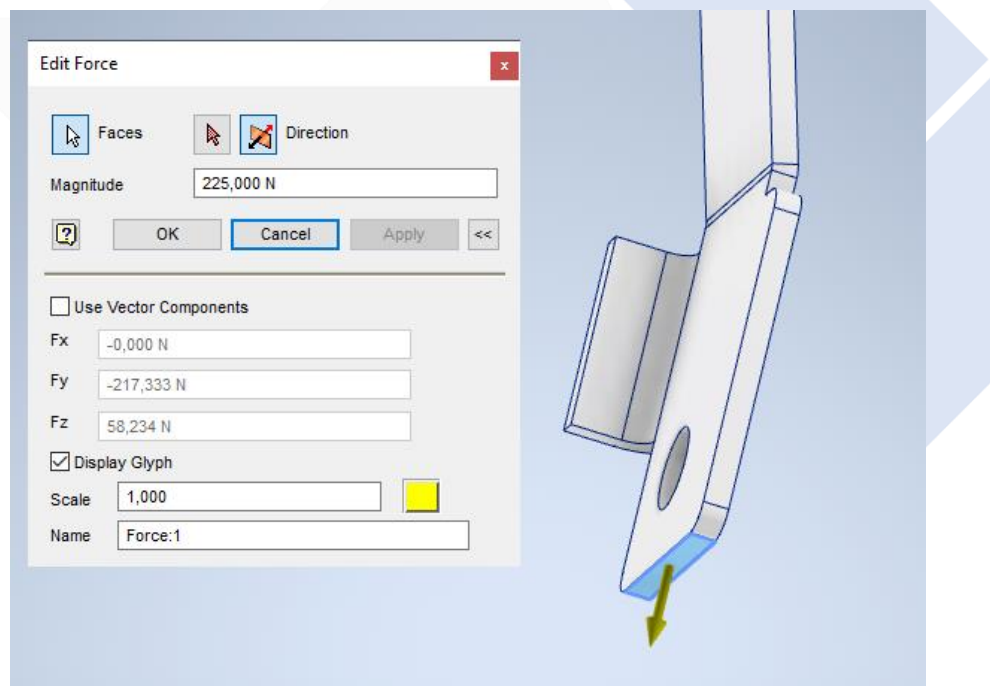 Edit Force
x
Faces
Direction
Magnitude
225,000 N
?
OK Cancel Apply <<
Use Vector Components
Fx -0,000 N
Fy -217,333 N
Fz 58,234 N
Display Glyph
Scale 1,000
Name Force:1